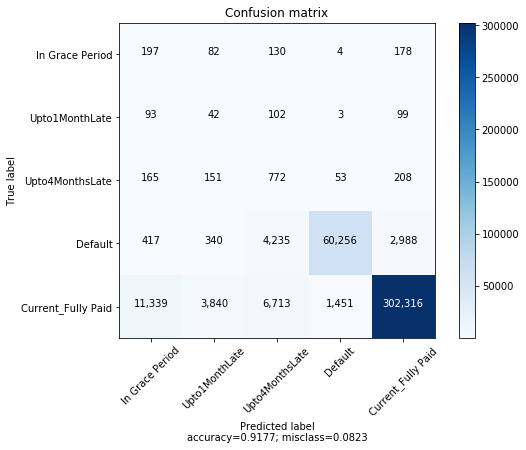 Confusion matrix
In Grace Period 197 82 130 4 178
Upto1MonthLate 93 42 102 3 99
Upto4MonthsLate 165 151 772 53 208
Default 417 340 4,235 60,256 2,988
Current_Fully Paid 11,339 3,840 6,713 1,451 302,316
True label
In Grace Period
Upto1MonthLate
Upto4MonthsLate
Default
Current_Fully Paid
Predicted label
accuracy=0.9177; misclass=0.0823
300000
250000
200000
150000
100000
50000